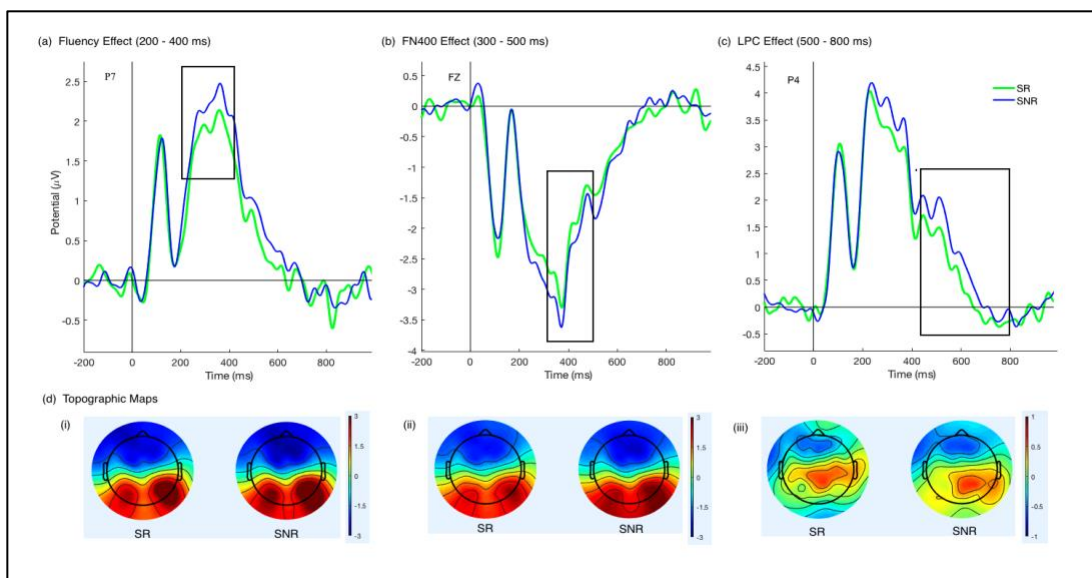 (a) Fluency Effect (200 - 400 ms)
(b) FN400 Effect (300 - 500 ms)
(c) LPC Effect (500 - 800 ms)
P7
2.5
2
1.5
1
0.5
0
-0.5
Potential (µV)
-200 0 200 400 600 800
Time (ms)
FZ
0.5
0
-0.5
-1
-1.5
-2
-2.5
-3
-3.5
-4
-200 0 200 400 600 800
Time (ms)
P4
SR
SNR
4.5
4
3.5
3
2.5
2
1.5
1
0.5
0
-0.5
-200 0 200 400 600 800
Time (ms)
(d) Topographic Maps
(i)
SR
SNR
3
1.5
0
-1.5
-3
(ii)
SR
SNR
3
1.5
0
-1.5
-3
(iii)
SR
SNR
1
0.5
0
-0.5
-1